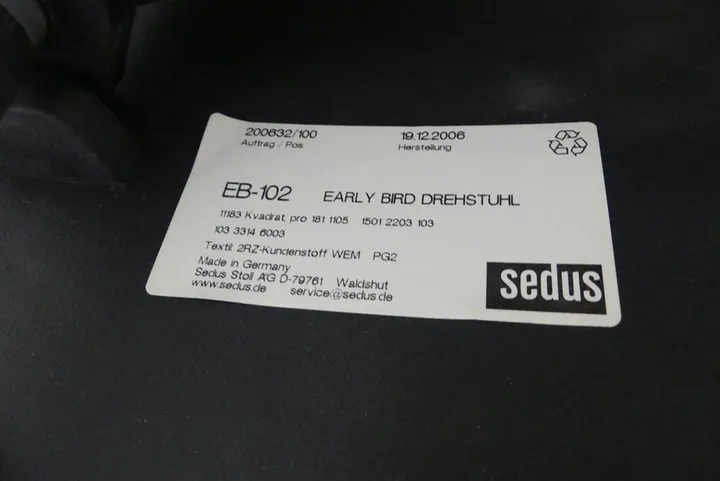 200632/100 19.12.2006
Auftrag / Pos Herstellung
EB-102 EARLY BIRD DREHSTUHL
11183 Kvadrat, pro 181 1105 1501 2203 103
103 3314 6003
Textil: 2RZ-Kundenstoff WEM PG2
Made in Germany
Sedus Stoll AG D-79761 Waldshut
www.sedus.de service@sedus.de
sedus